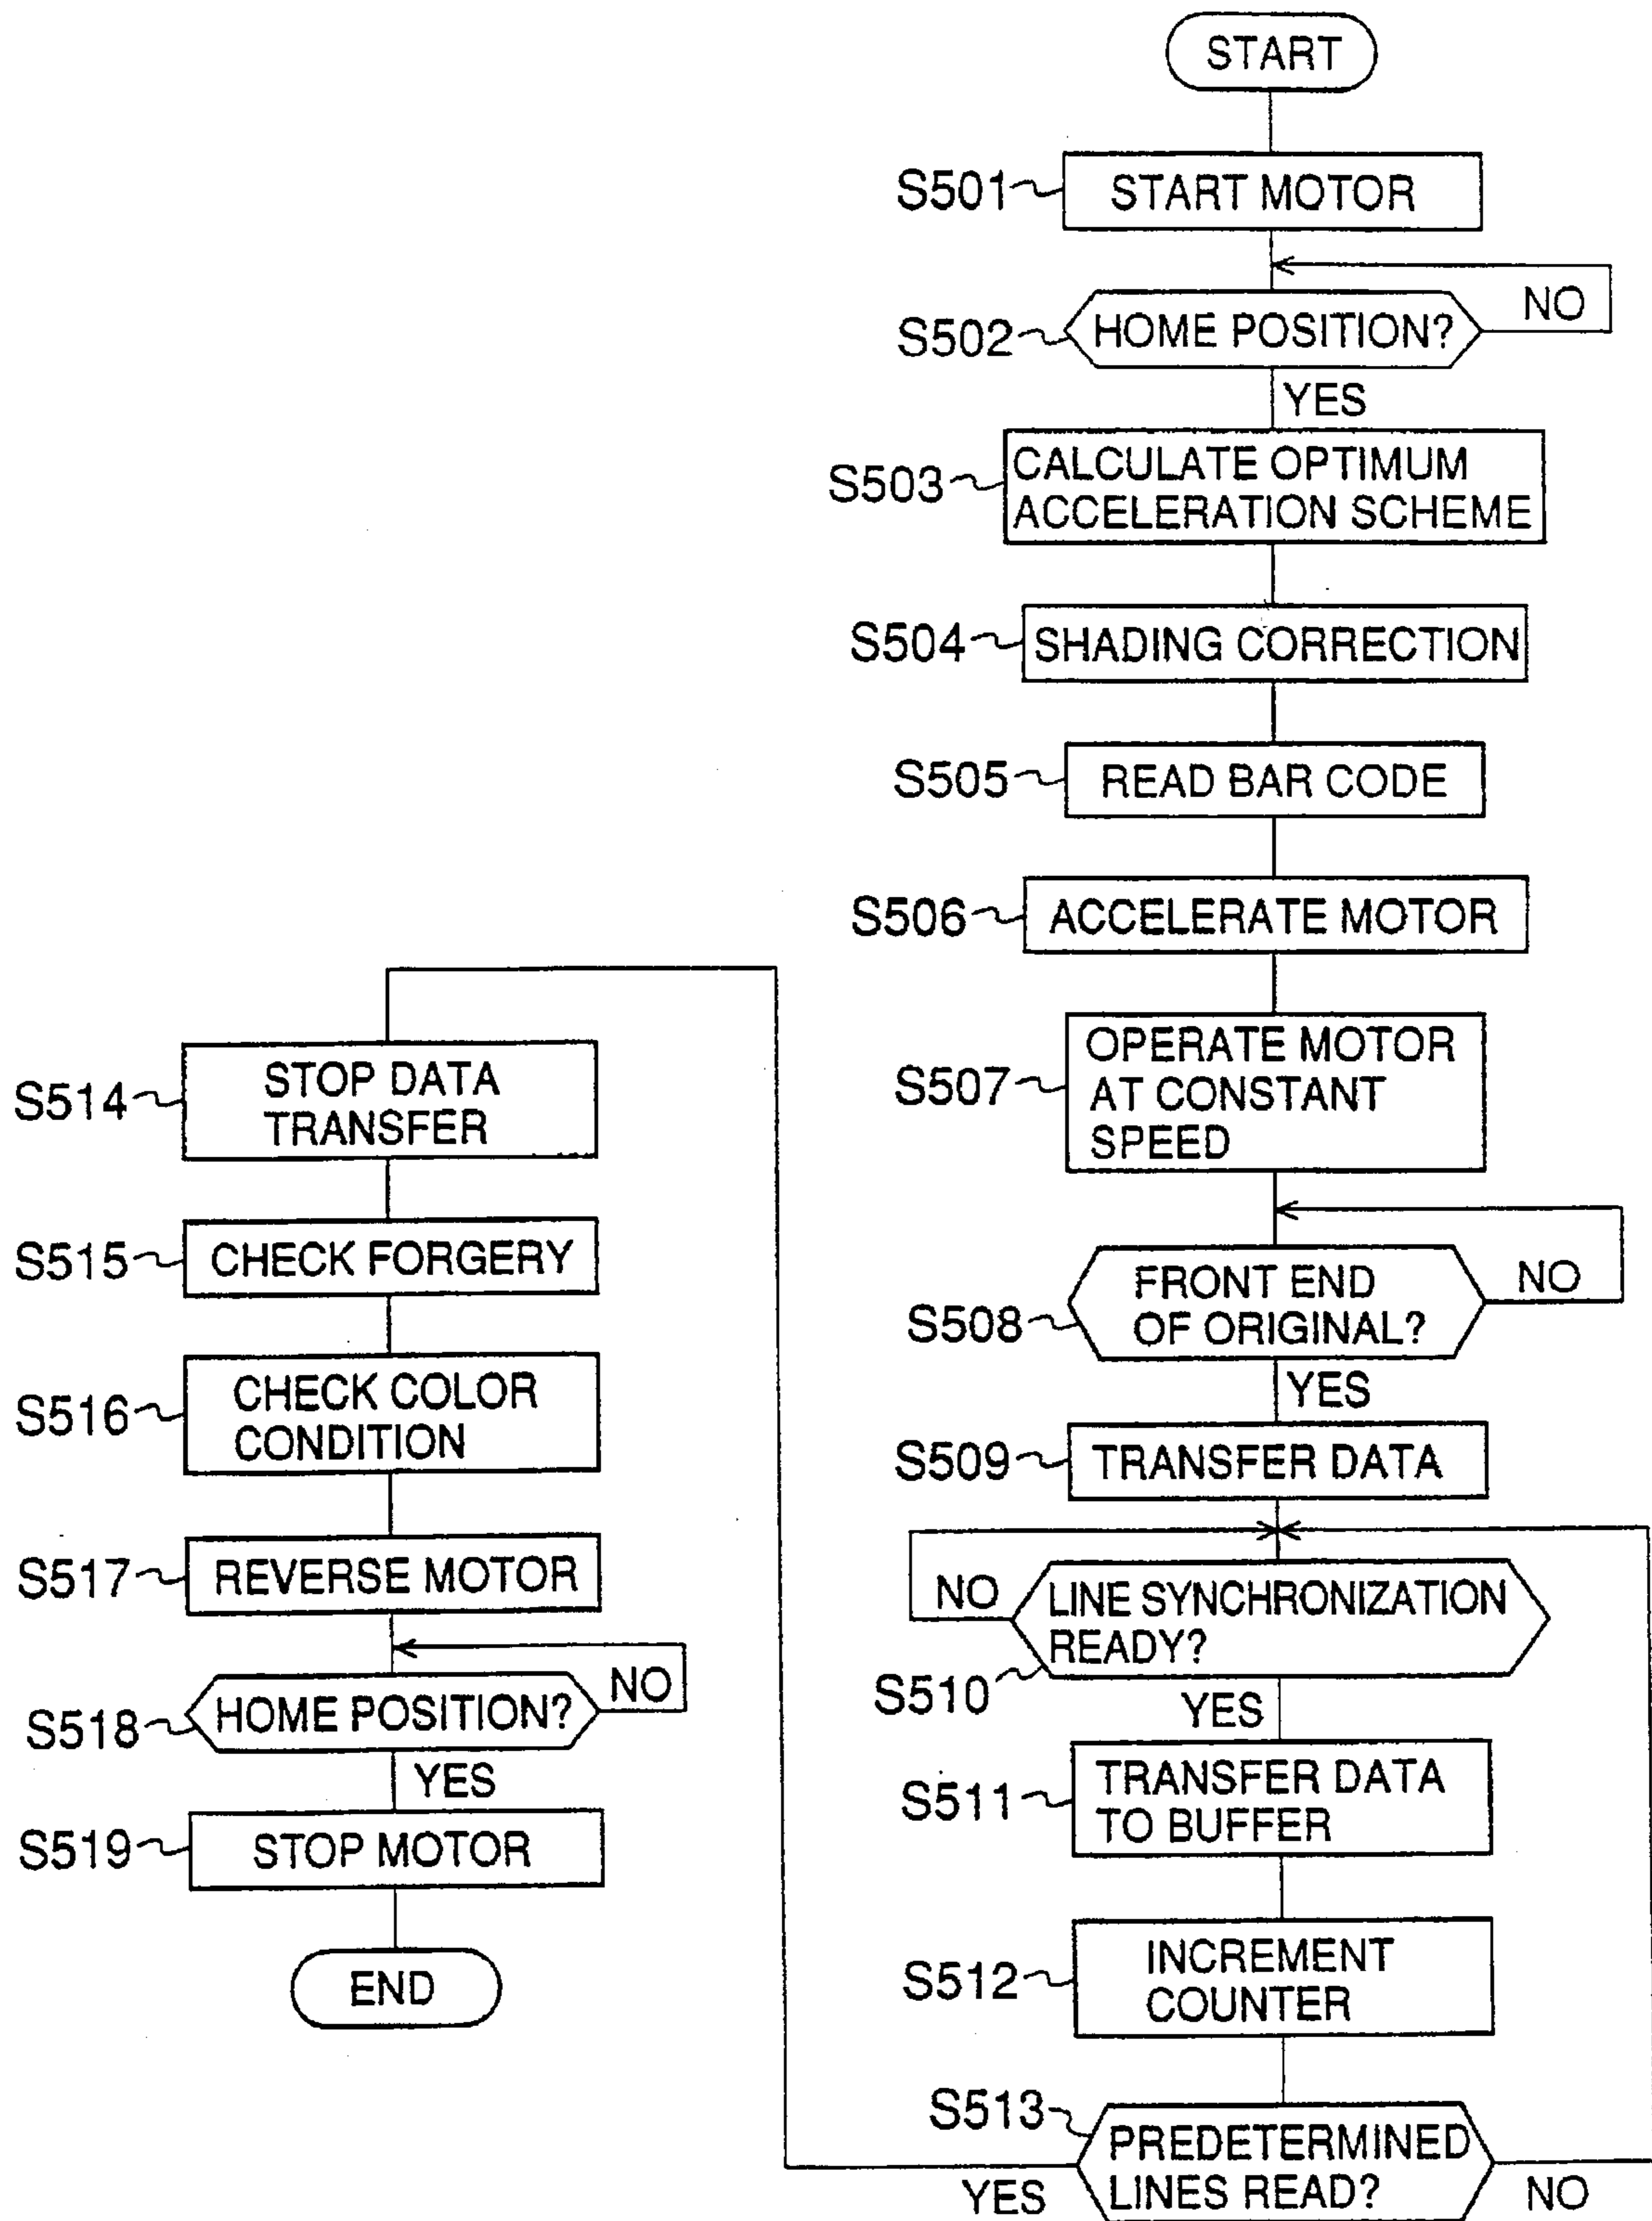 START
S501
START MOTOR
S502
HOME POSITION?
NO
YES
S503
CALCULATE OPTIMUM
ACCELERATION SCHEME
S504
SHADING CORRECTION
S505
READ BAR CODE
S506
ACCELERATE MOTOR
S507
OPERATE MOTOR
AT CONSTANT
SPEED
S508
FRONT END
OF ORIGINAL?
NO
YES
S509
TRANSFER DATA
S510
LINE SYNCHRONIZATION
READY?
NO
YES
S511
TRANSFER DATA
TO BUFFER
S512
INCREMENT
COUNTER
S513
PREDETERMINED
LINES READ?
YES
NO
S514
STOP DATA
TRANSFER
S515
CHECK FORGERY
S516
CHECK COLOR
CONDITION
S517
REVERSE MOTOR
S518
HOME POSITION?
NO
YES
S519
STOP MOTOR
END